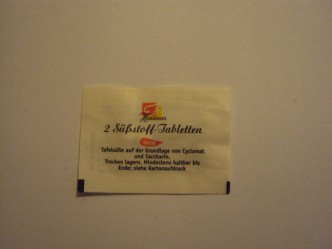 2 Süßstoff-Tabletten
Tafelsüße auf der Grundlage von Cyclamat
und Saccharin.
Trocken lagern. Mindestens haltbar bis
Ende: siehe Kartonaufdruck